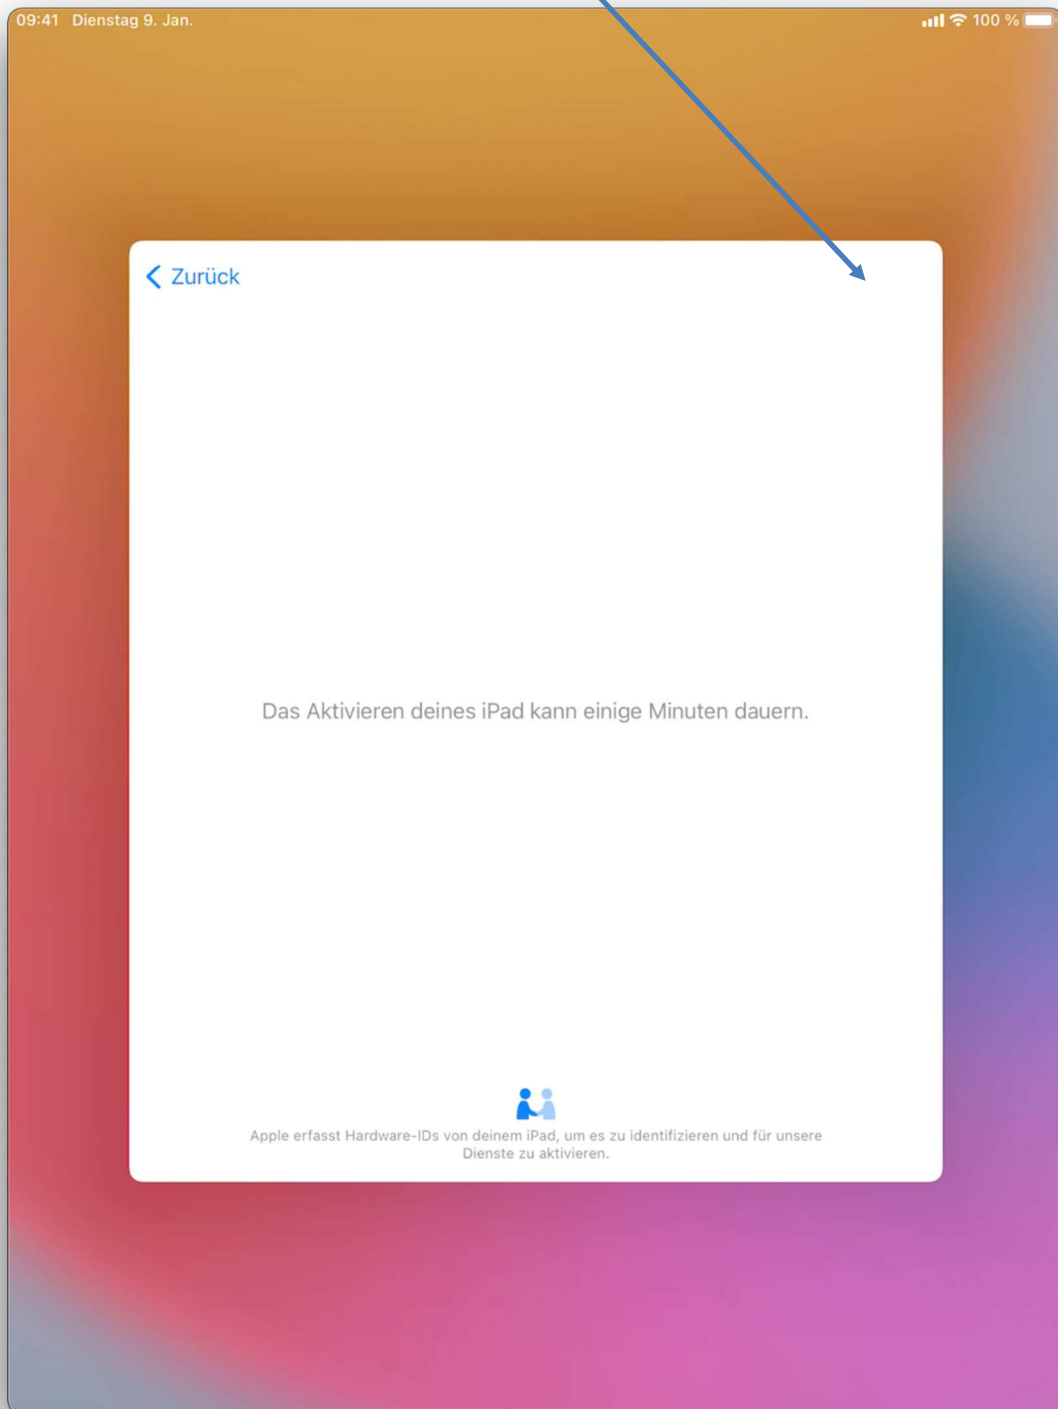 09:41 Dienstag 9. Jan. 100 %
Zurück
Das Aktivieren deines iPad kann einige Minuten dauern.
Apple erfasst Hardware-IDs von deinem iPad, um es zu identifizieren und für unsere
Dienste zu aktivieren.